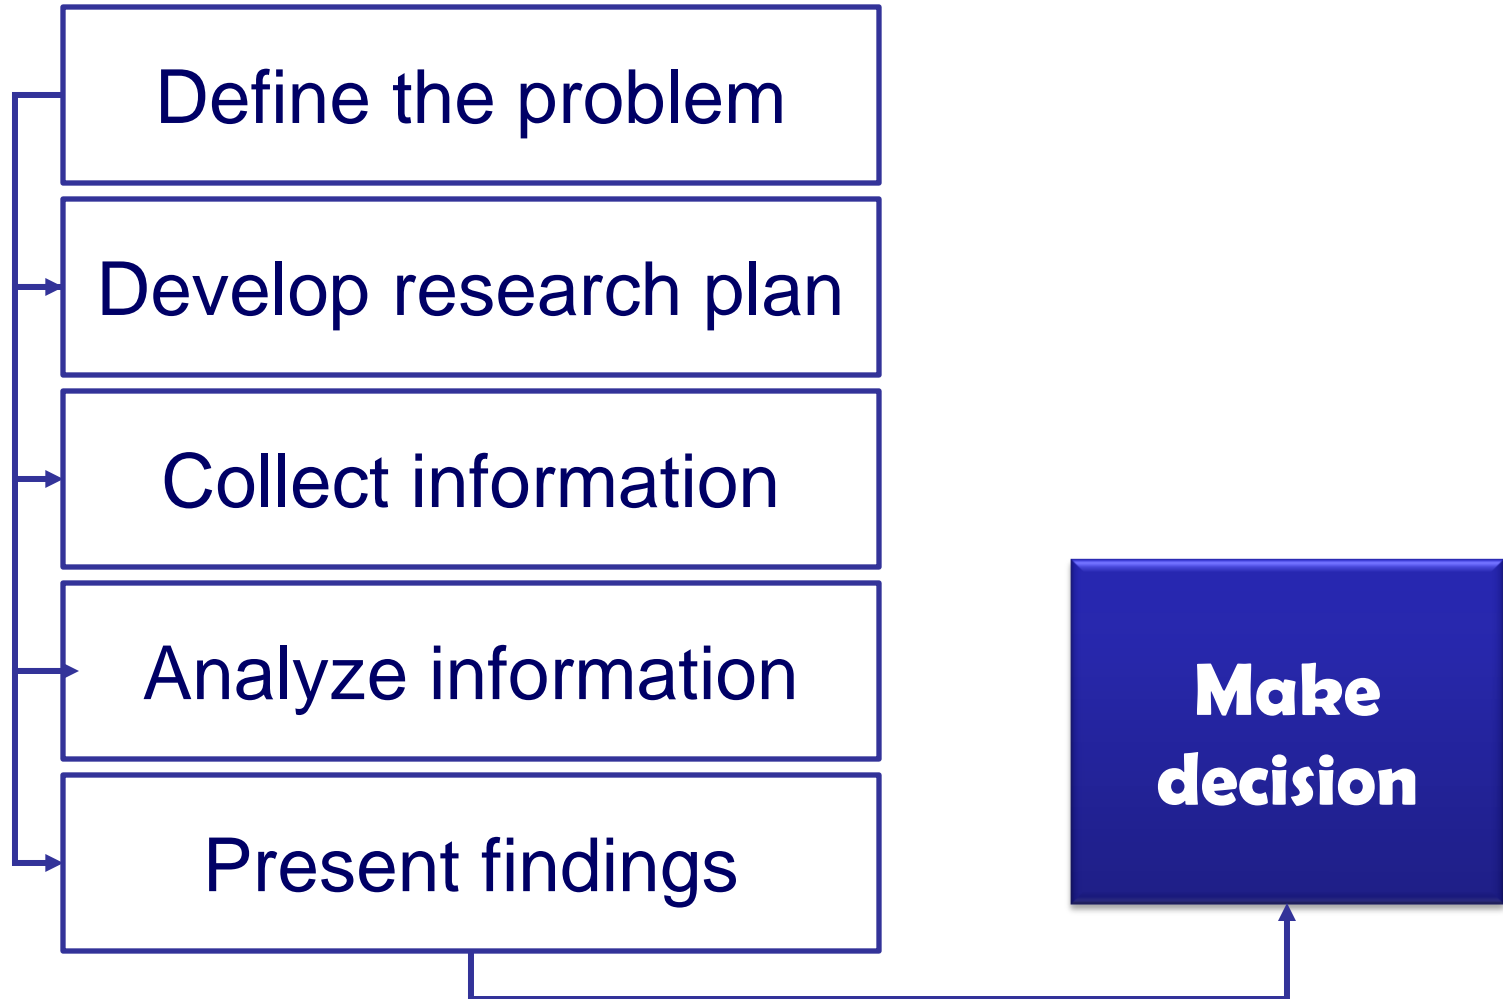 Define the problem
Develop research plan
Collect information
Analyze information
Present findings
Make
decision